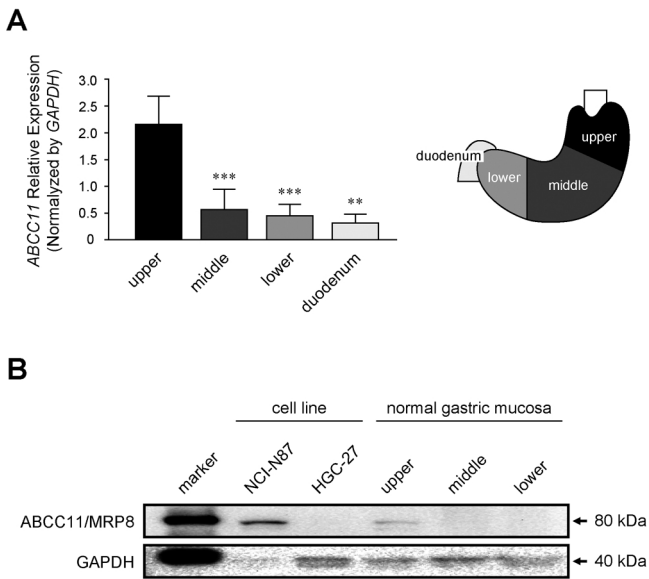 A
ABCC11 Relative Expression
(Normalyzed by GAPDH)
3.0
2.5
2.0
1.5
1.0
0.5
0
***
***
**
upper
middle
lower
duodenum
upper
duodenum
lower
middle
B
cell line
normal gastric mucosa
marker
NCI-N87
HGC-27
upper
middle
lower
ABCC11/MRP8
80 kDa
GAPDH
40 kDa